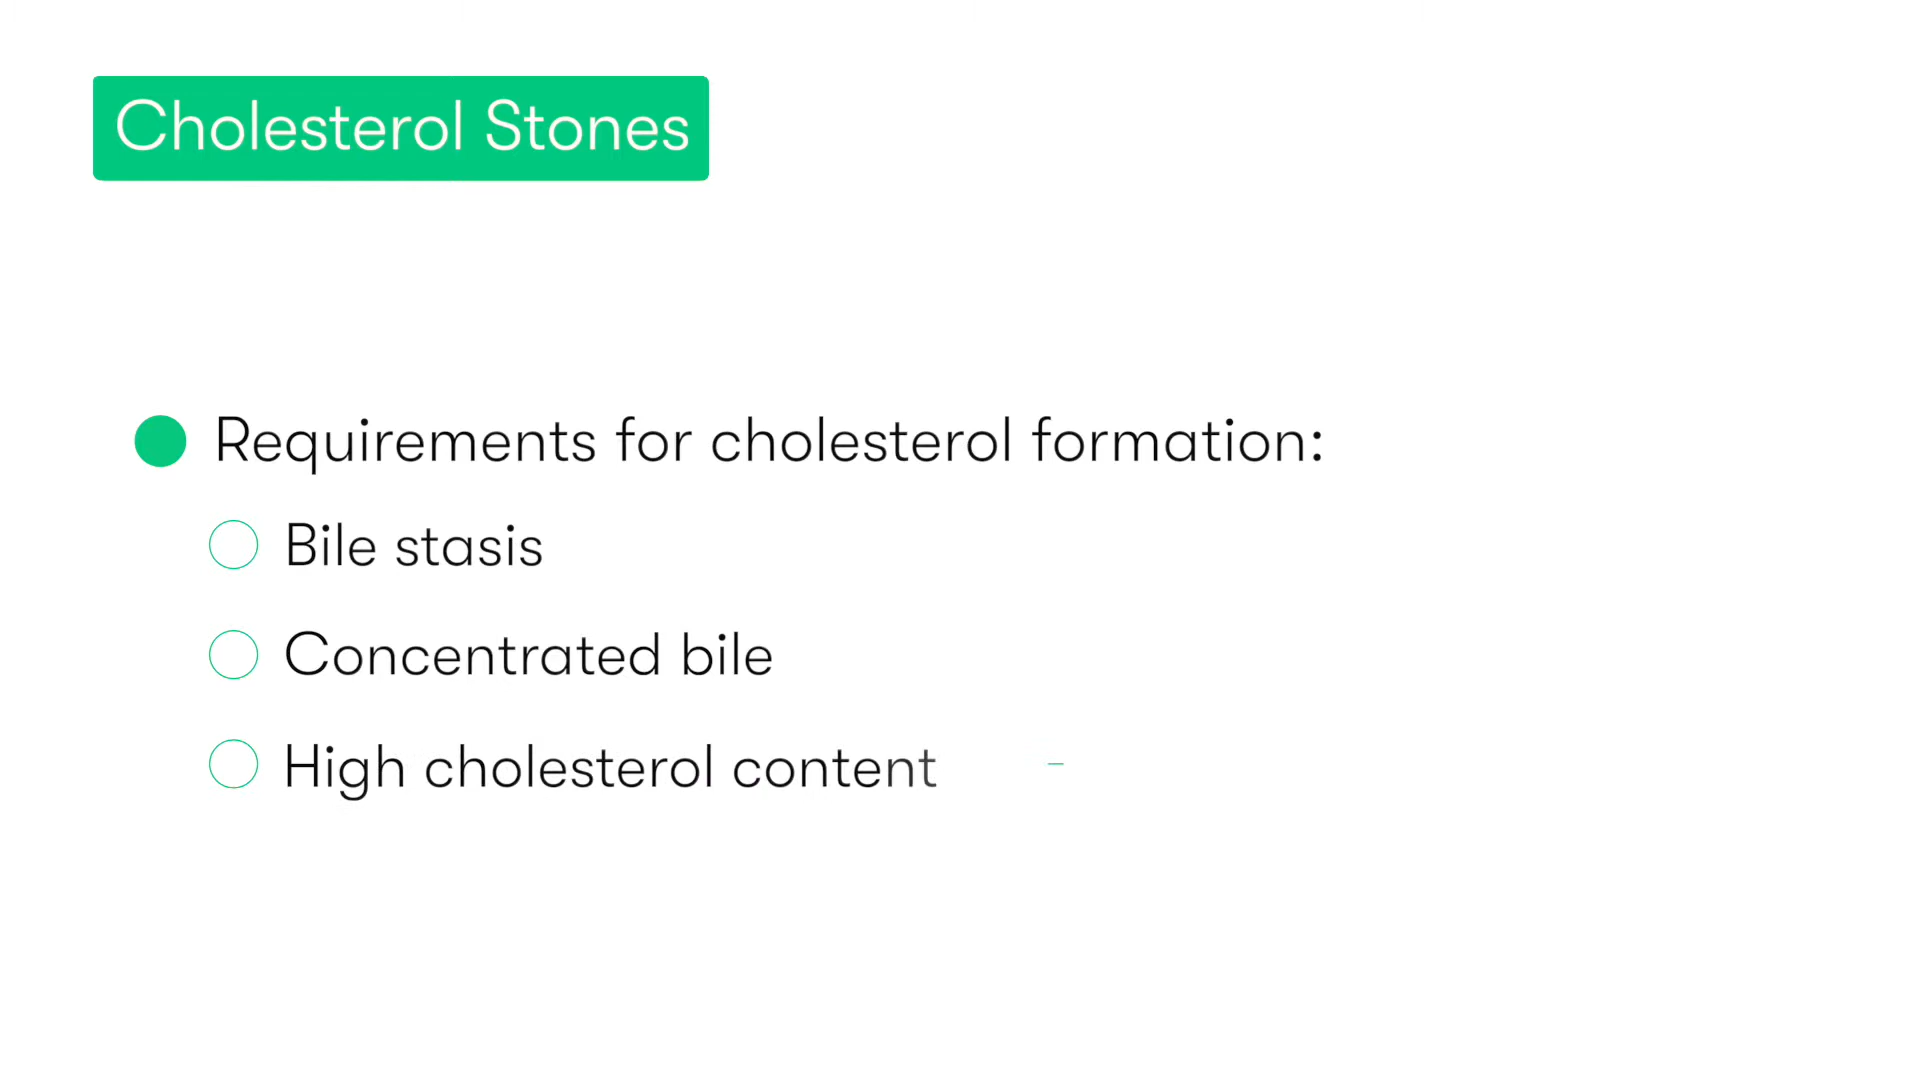 Cholesterol Stones
Requirements for cholesterol formation:
Bile stasis
Concentrated bile
High cholesterol content